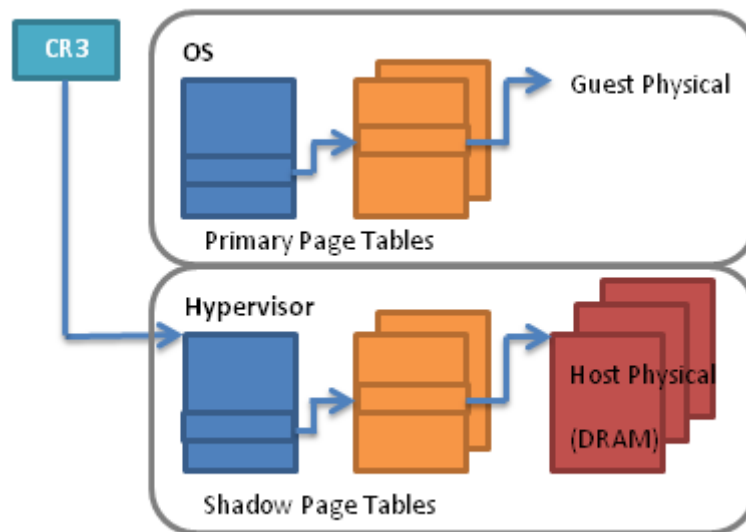 CR3
OS
Guest Physical
Primary Page Tables
Hypervisor
Host Physical
(DRAM)
Shadow Page Tables